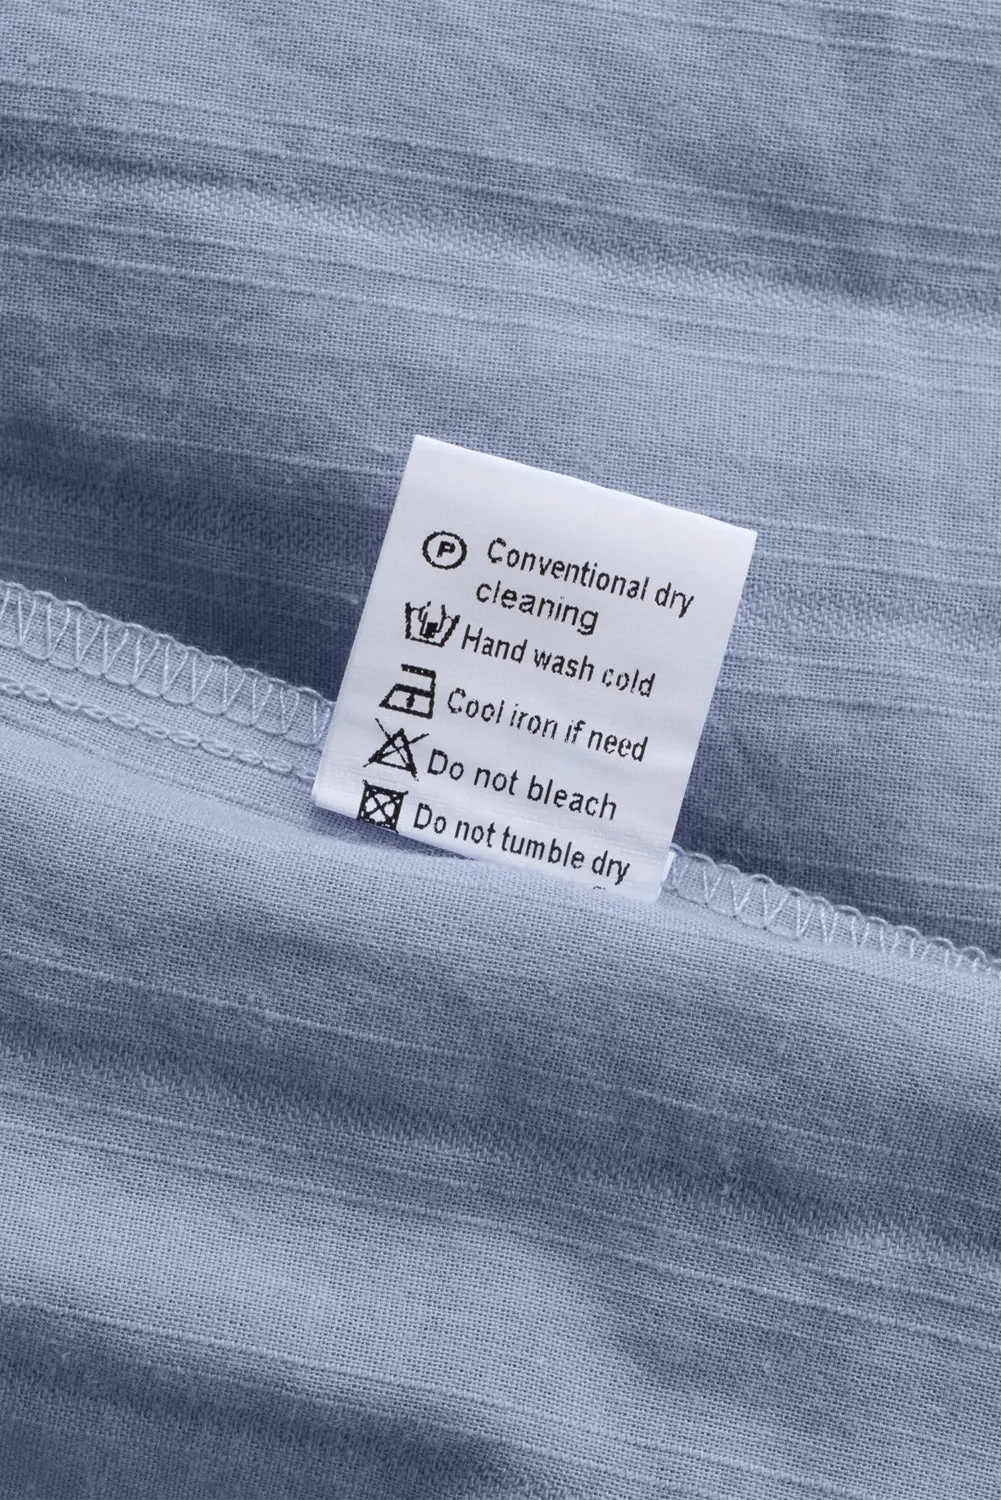 P Conventional dry
cleaning
Hand wash cold
Cool iron if need
Do not bleach
Do not tumble dry